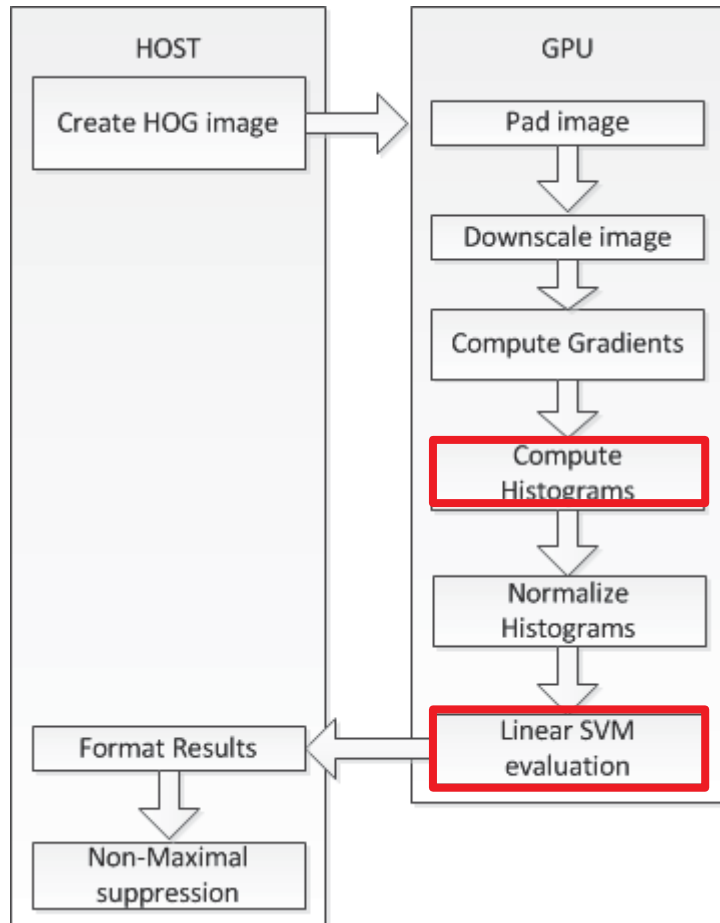 HOST
Create HOG image
Format Results
Non-Maximal
suppression
GPU
Pad image
Downscale image
Compute Gradients
Compute
Histograms
Normalize
Histograms
Linear SVM
evaluation